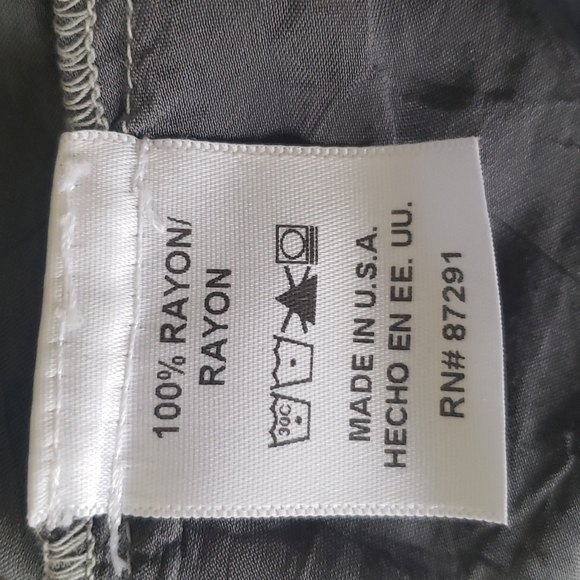 100% RAYON/
RAYON
30C
MADE IN U.S.A.
HECHO EN EE. UU.
RN# 87291